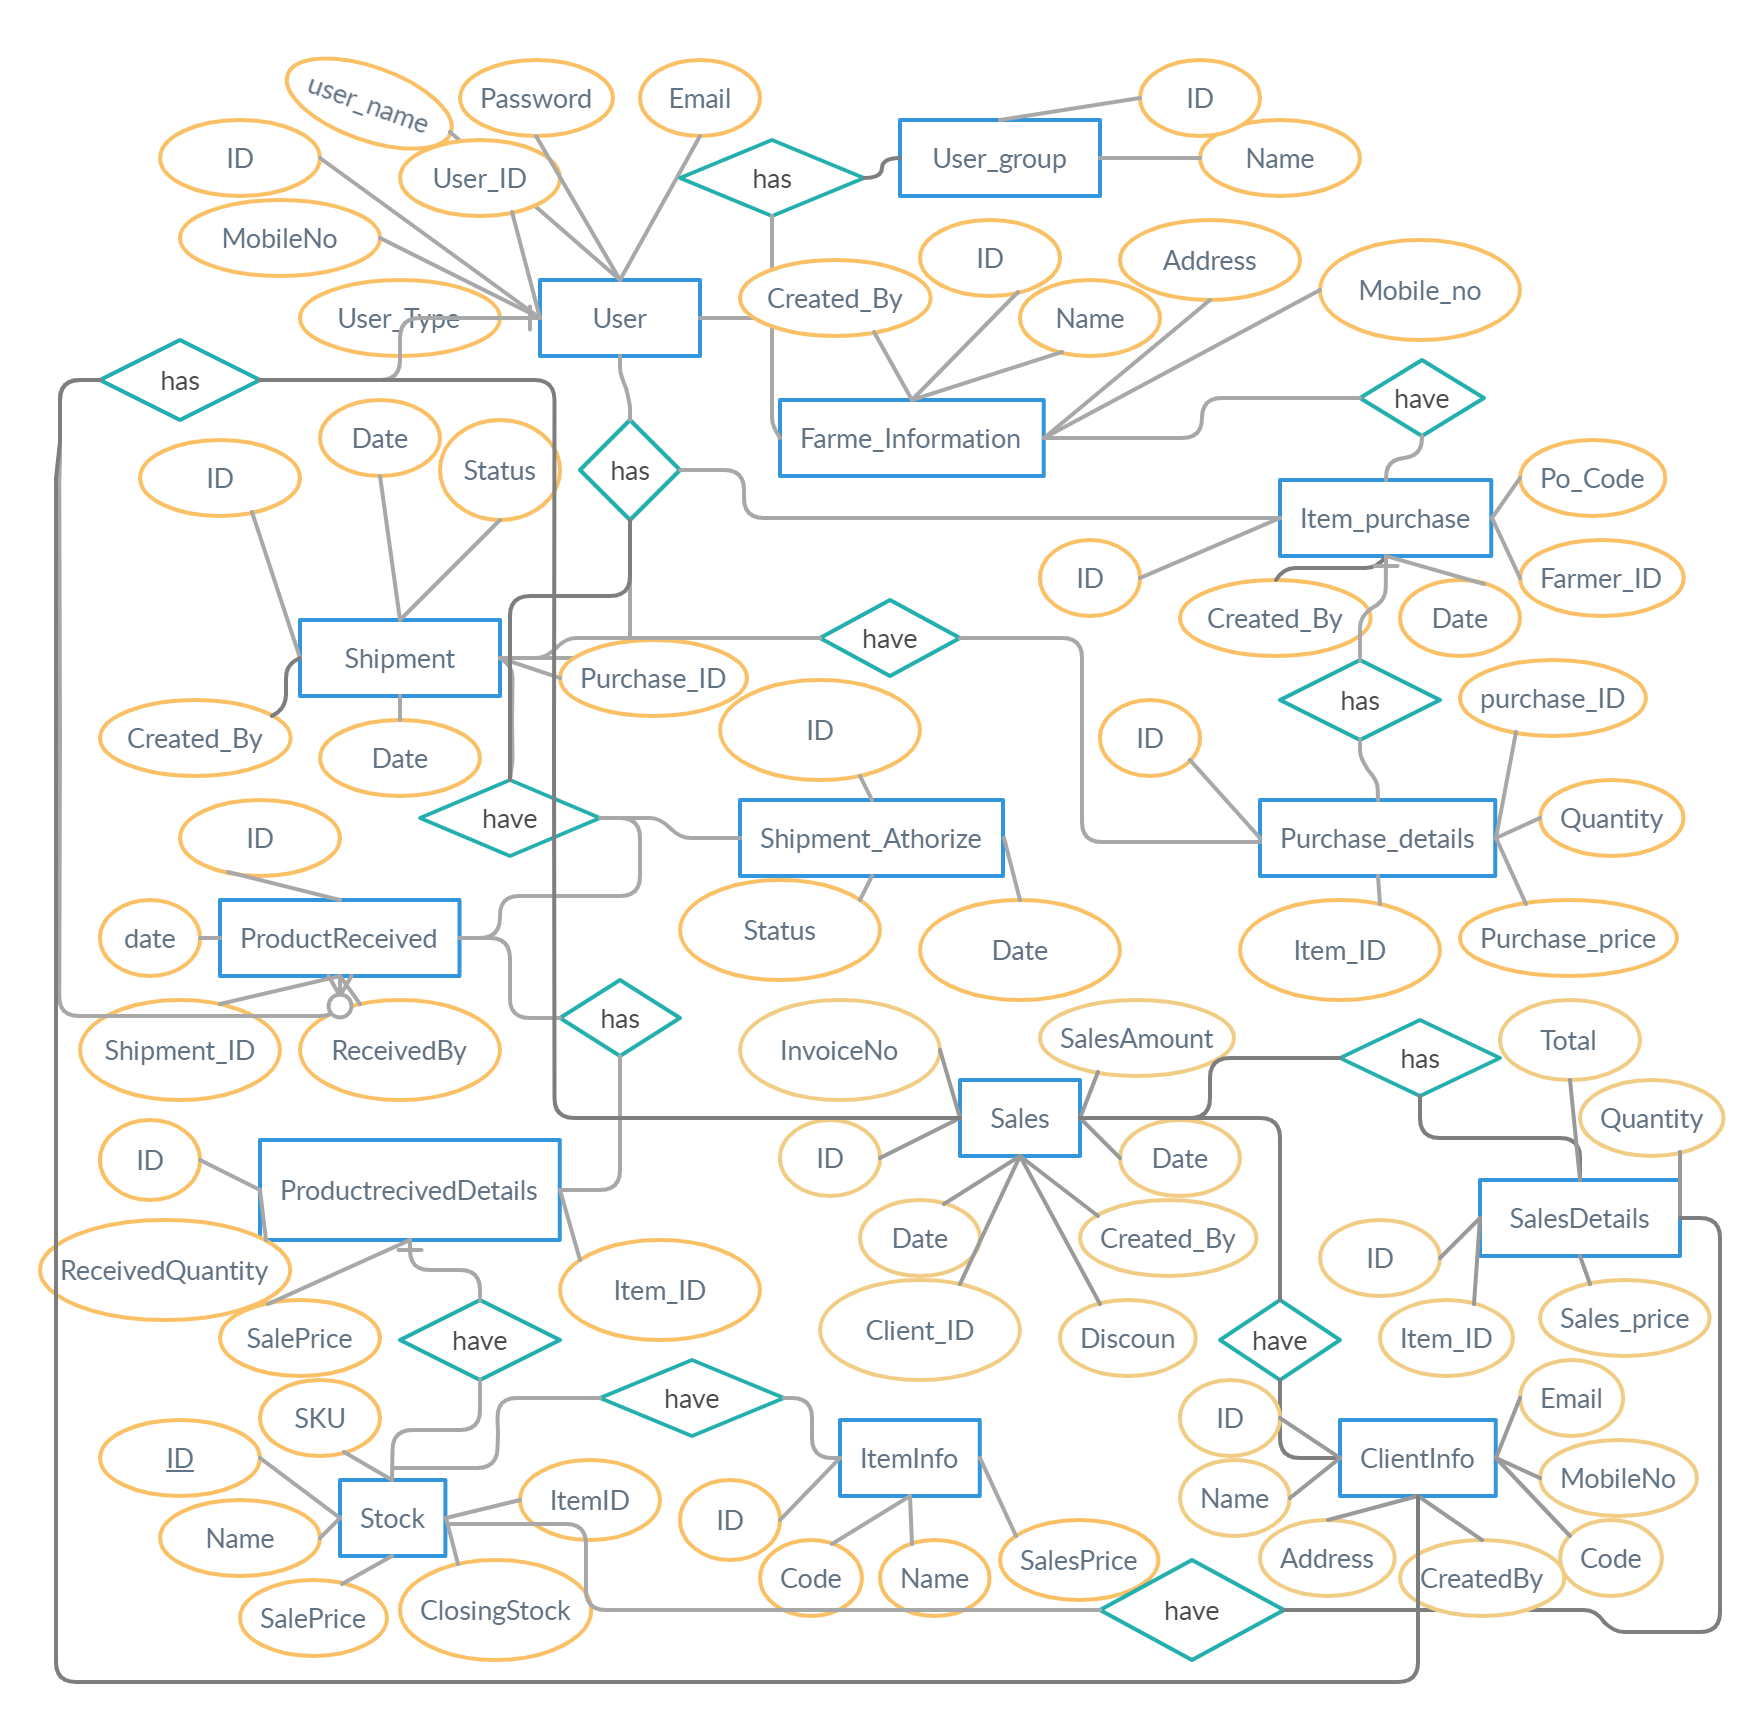 user_name
Password
Email
ID
ID
User_ID
has
User_group
Name
MobileNo
ID
Address
User_Type
User
Created_By
Name
Mobile_no
has
Date
Farme_Information
have
ID
Status
has
Po_Code
Item_purchase
ID
Farmer_ID
Created_By
Date
Shipment
have
Purchase_ID
Created_By
Date
ID
ID
has
purchase_ID
ID
have
Shipment_Athorize
Purchase_details
Quantity
date
ProductReceived
Status
Date
Item_ID
Purchase_price
has
Shipment_ID
ReceivedBy
InvoiceNo
SalesAmount
has
Total
Sales
Quantity
ID
ProductrecivedDetails
ID
Date
Date
Created_By
SalesDetails
ID
ReceivedQuantity
Item_ID
SalePrice
have
Client_ID
Discoun
have
Item_ID
Sales_price
SKU
have
ID
Email
ID
ItemInfo
ClientInfo
Name
MobileNo
Name
Stock
ItemID
ID
Code
Name
SalesPrice
Address
CreatedBy
Code
SalePrice
ClosingStock
have